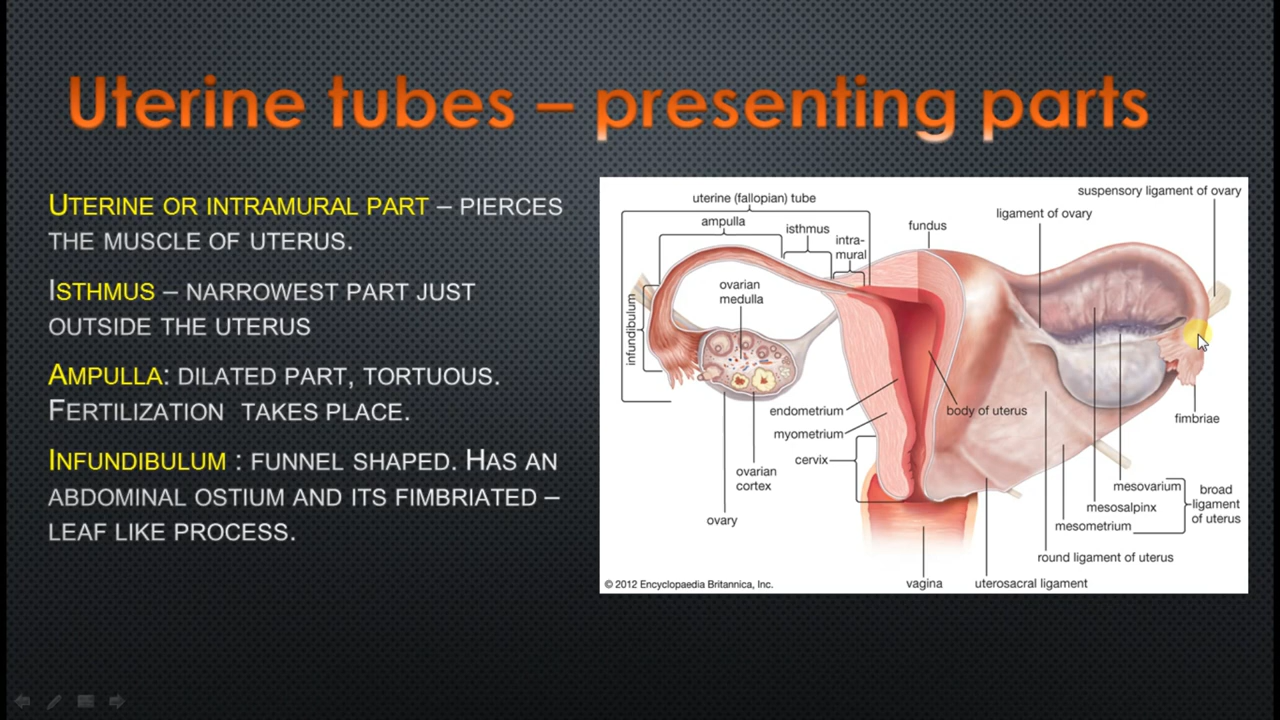 Uterine tubes – presenting parts
Uterine or intramural part – pierces
the muscle of uterus.
Isthmus – narrowest part just
outside the uterus
Ampulla: dilated part, tortuous.
Fertilization takes place.
Infundibulum : funnel shaped. Has an
abdominal ostium and its fimbriated –
leaf like process.
suspensory ligament of ovary
uterine (fallopian) tube
ligament of ovary
ampulla
isthmus
fundus
intra-
mural
ovarian
medulla
infundibulum
endometrium
body of uterus
fimbriae
myometrium
cervix
ovarian
cortex
mesovarium
broad
ligament
of uterus
mesosalpinx
ovary
mesometrium
round ligament of uterus
© 2012 Encyclopaedia Britannica, Inc.
vagina
uterosacral ligament